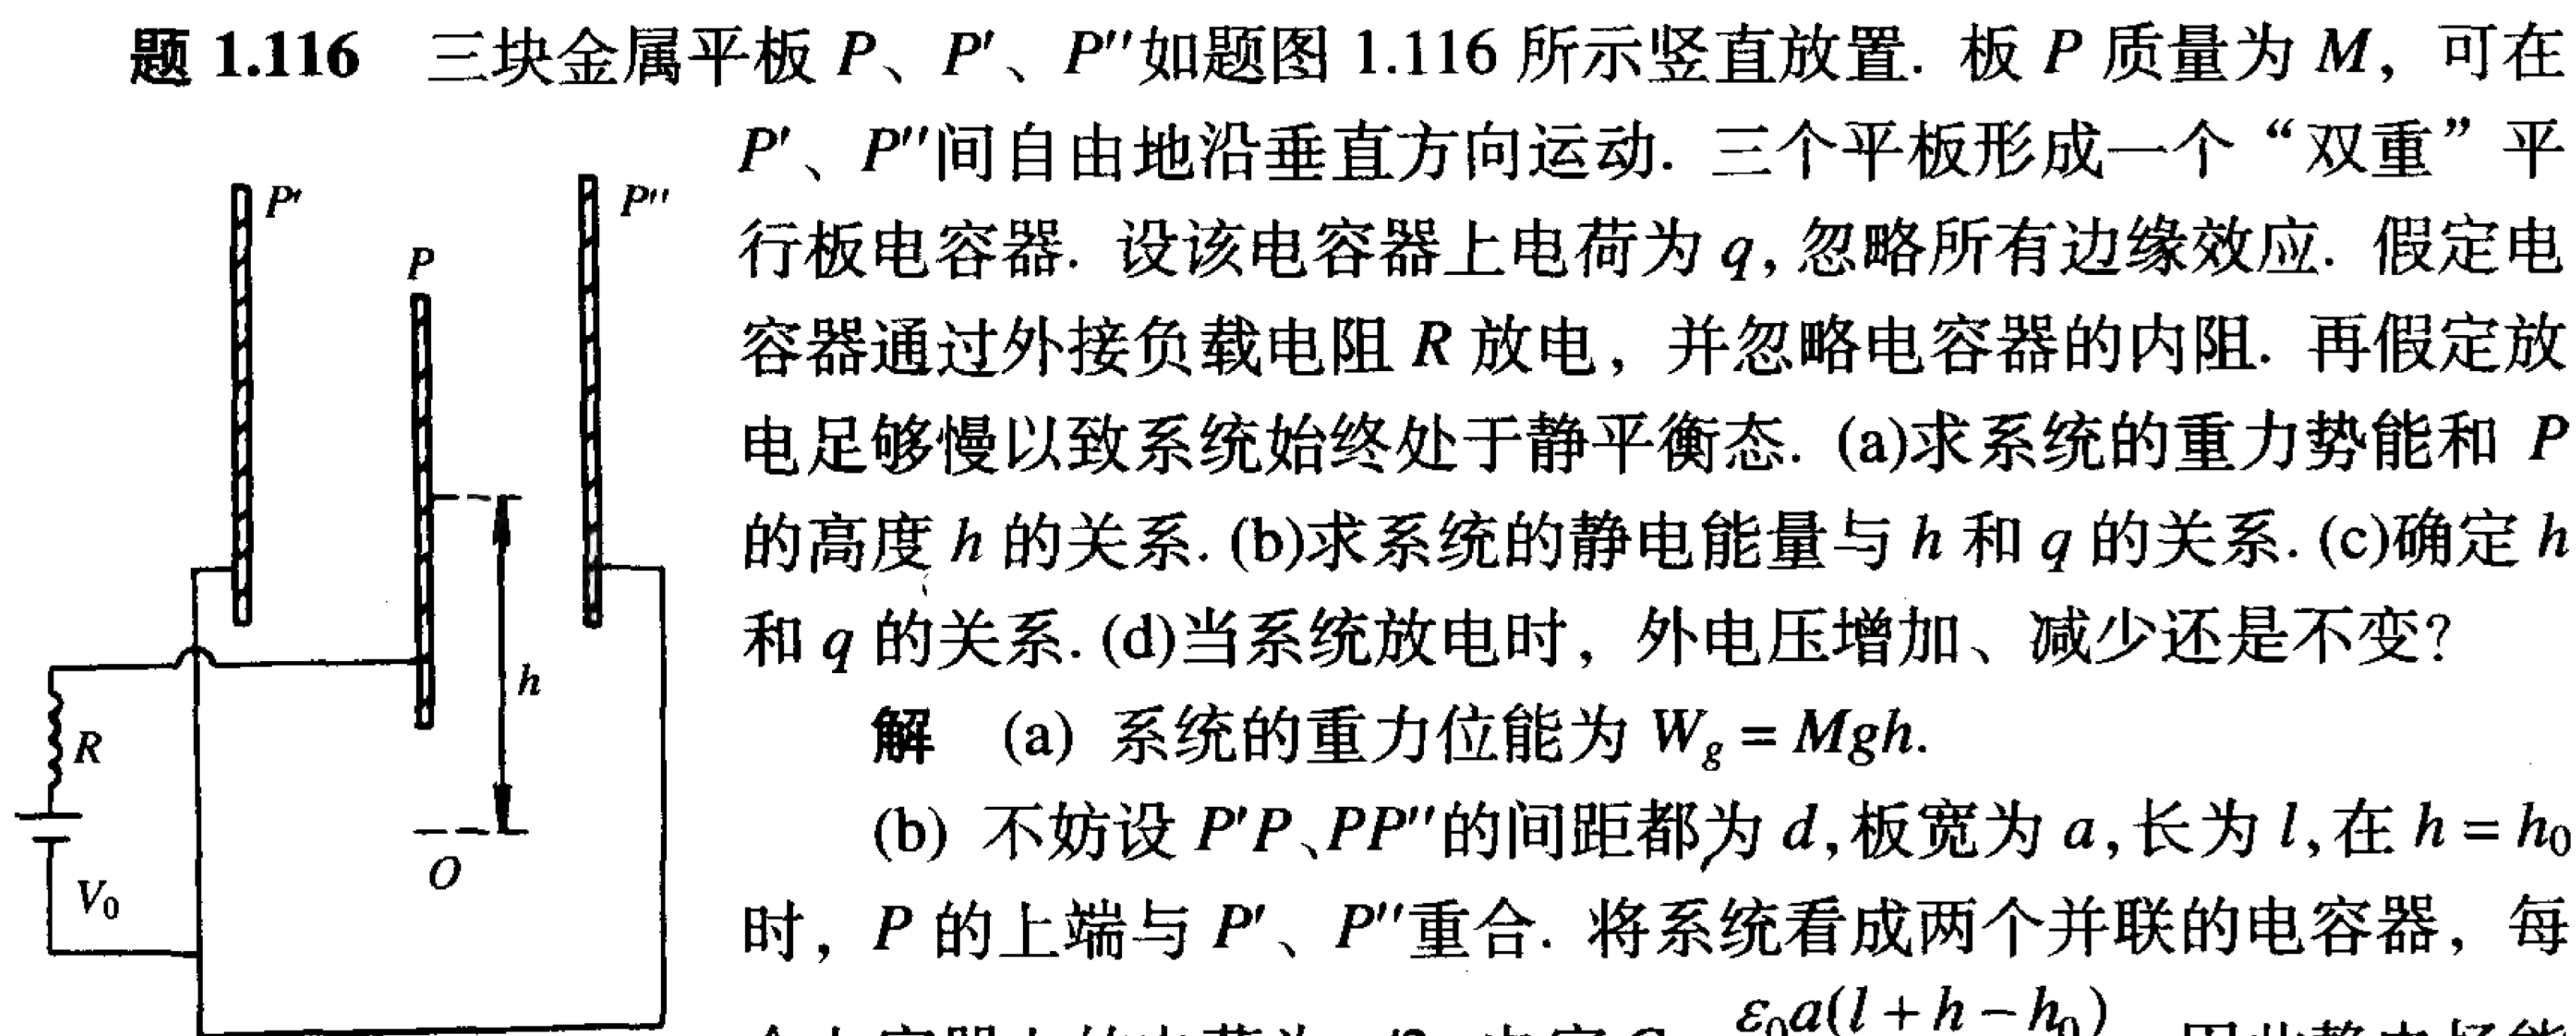 题 1.116 三块金属平板 P、P′、P″如题图 1.116 所示竖直放置. 板 P 质量为 M, 可在
P′、P″间自由地沿垂直方向运动. 三个平板形成一个“双重”平
行板电容器. 设该电容器上电荷为 q, 忽略所有边缘效应. 假定电
容器通过外接负载电阻 R 放电, 并忽略电容器的内阻. 再假定放
电足够慢以致系统始终处于静平衡态. (a)求系统的重力势能和 P
的高度 h 的关系. (b)求系统的静电能量与 h 和 q 的关系. (c)确定 h
和 q 的关系. (d)当系统放电时, 外电压增加、减少还是不变?
解 (a) 系统的重力位能为 W_g = Mgh.
(b) 不妨设 P′P、PP″的间距都为 d, 板宽为 a, 长为 l, 在 h = h₀
时, P 的上端与 P′、P″重合. 将系统看成两个并联的电容器, 每
ε₀a(l + h − h₀)
P′
P″
P
h
R
V₀
O